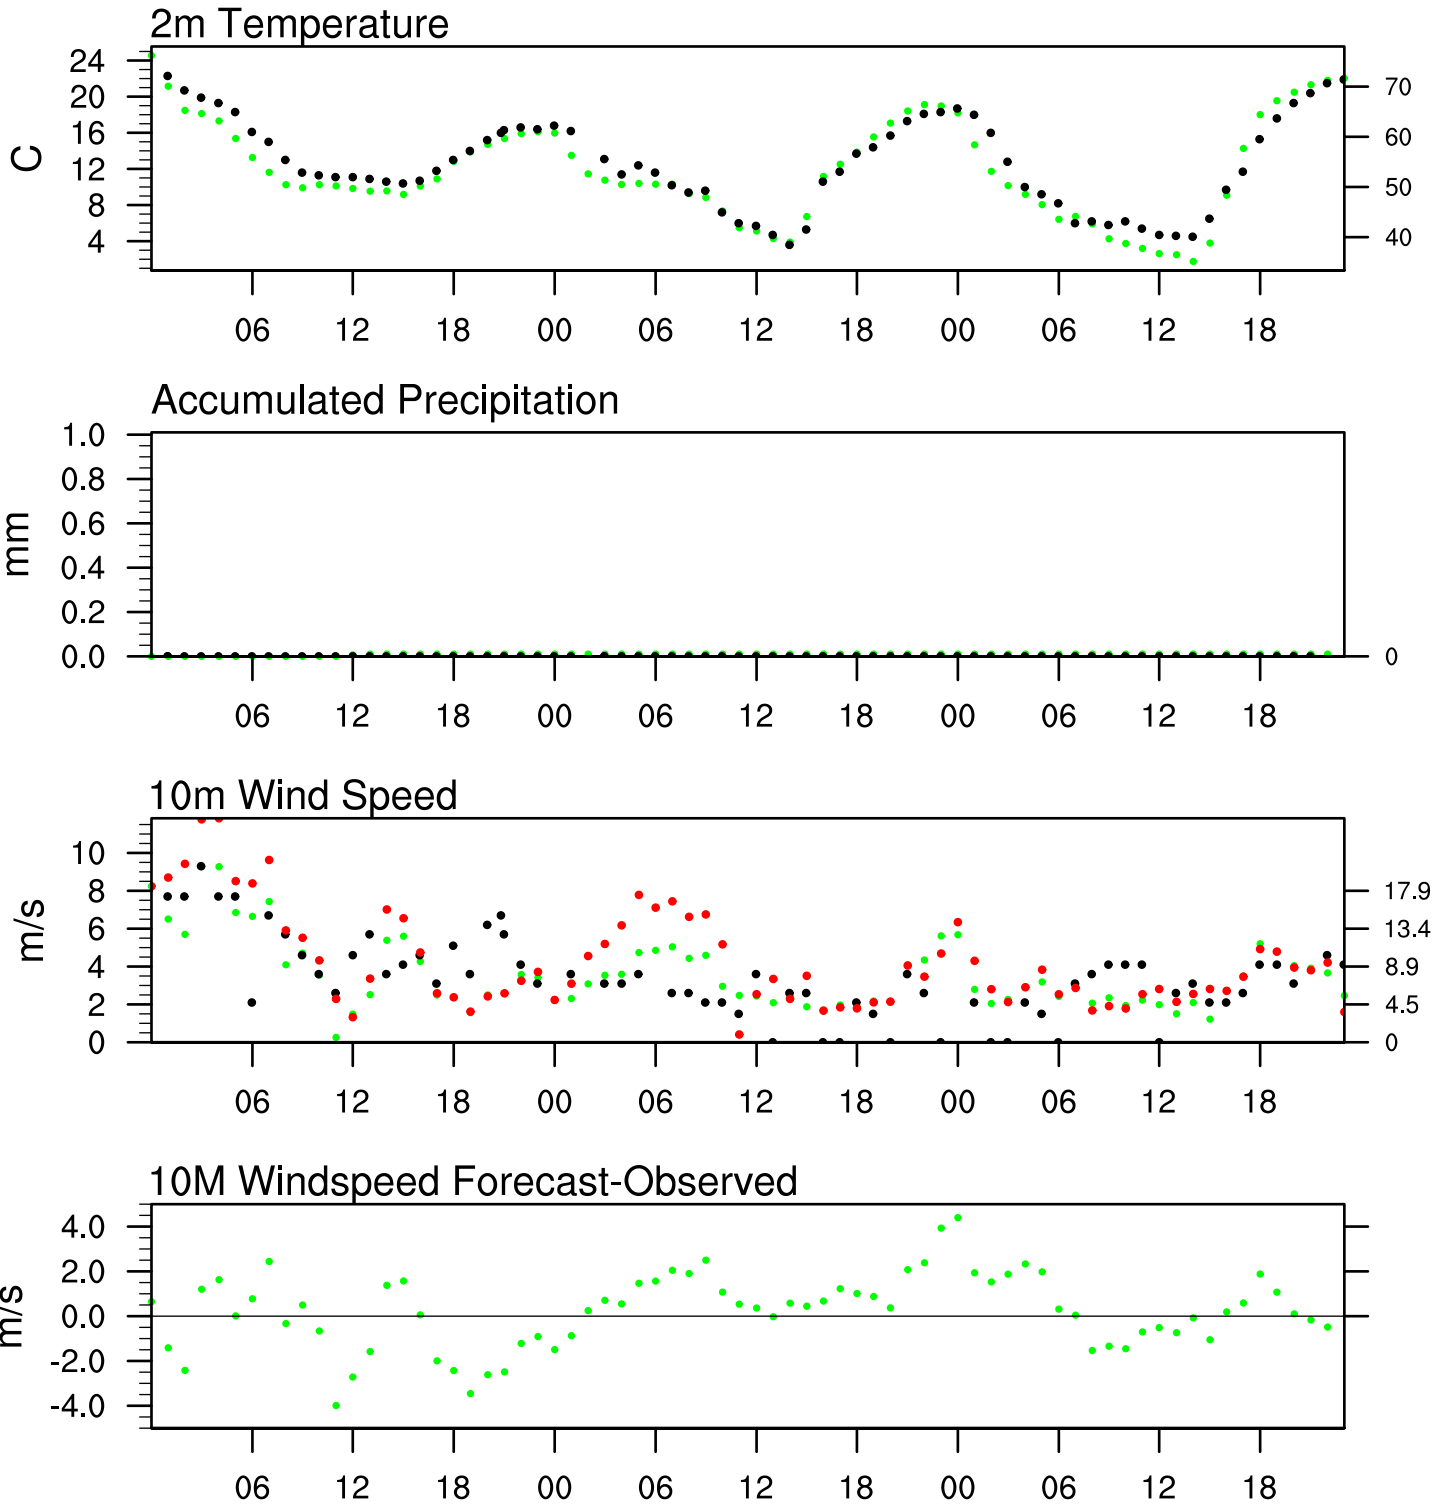 2m Temperature
24
20
16
12
8
4
C
70
60
50
40
06 12 18 00 06 12 18 00 06 12 18
Accumulated Precipitation
1.0
0.8
0.6
0.4
0.2
0.0
mm
0
06 12 18 00 06 12 18 00 06 12 18
10m Wind Speed
10
8
6
4
2
0
m/s
17.9
13.4
8.9
4.5
0
06 12 18 00 06 12 18 00 06 12 18
10M Windspeed Forecast-Observed
4.0
2.0
0.0
-2.0
-4.0
m/s
06 12 18 00 06 12 18 00 06 12 18